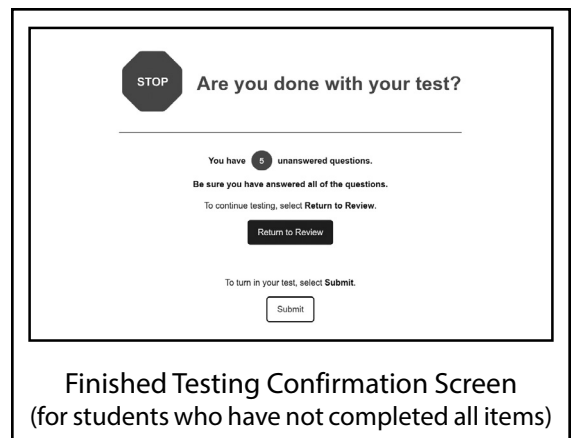 STOP
Are you done with your test?
You have 5 unanswered questions.
Be sure you have answered all of the questions.
To continue testing, select Return to Review.
Return to Review
To turn in your test, select Submit.
Submit
Finished Testing Confirmation Screen
(for students who have not completed all items)